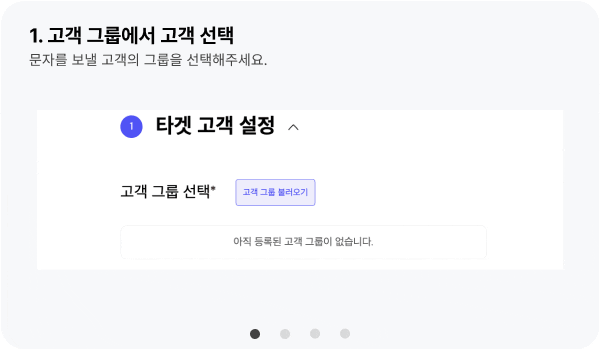 1. 고객 그룹에서 고객 선택
문자를 보낼 고객의 그룹을 선택해주세요.
1 타겟 고객 설정
고객 그룹 선택* 고객 그룹 불러오기
아직 등록된 고객 그룹이 없습니다.